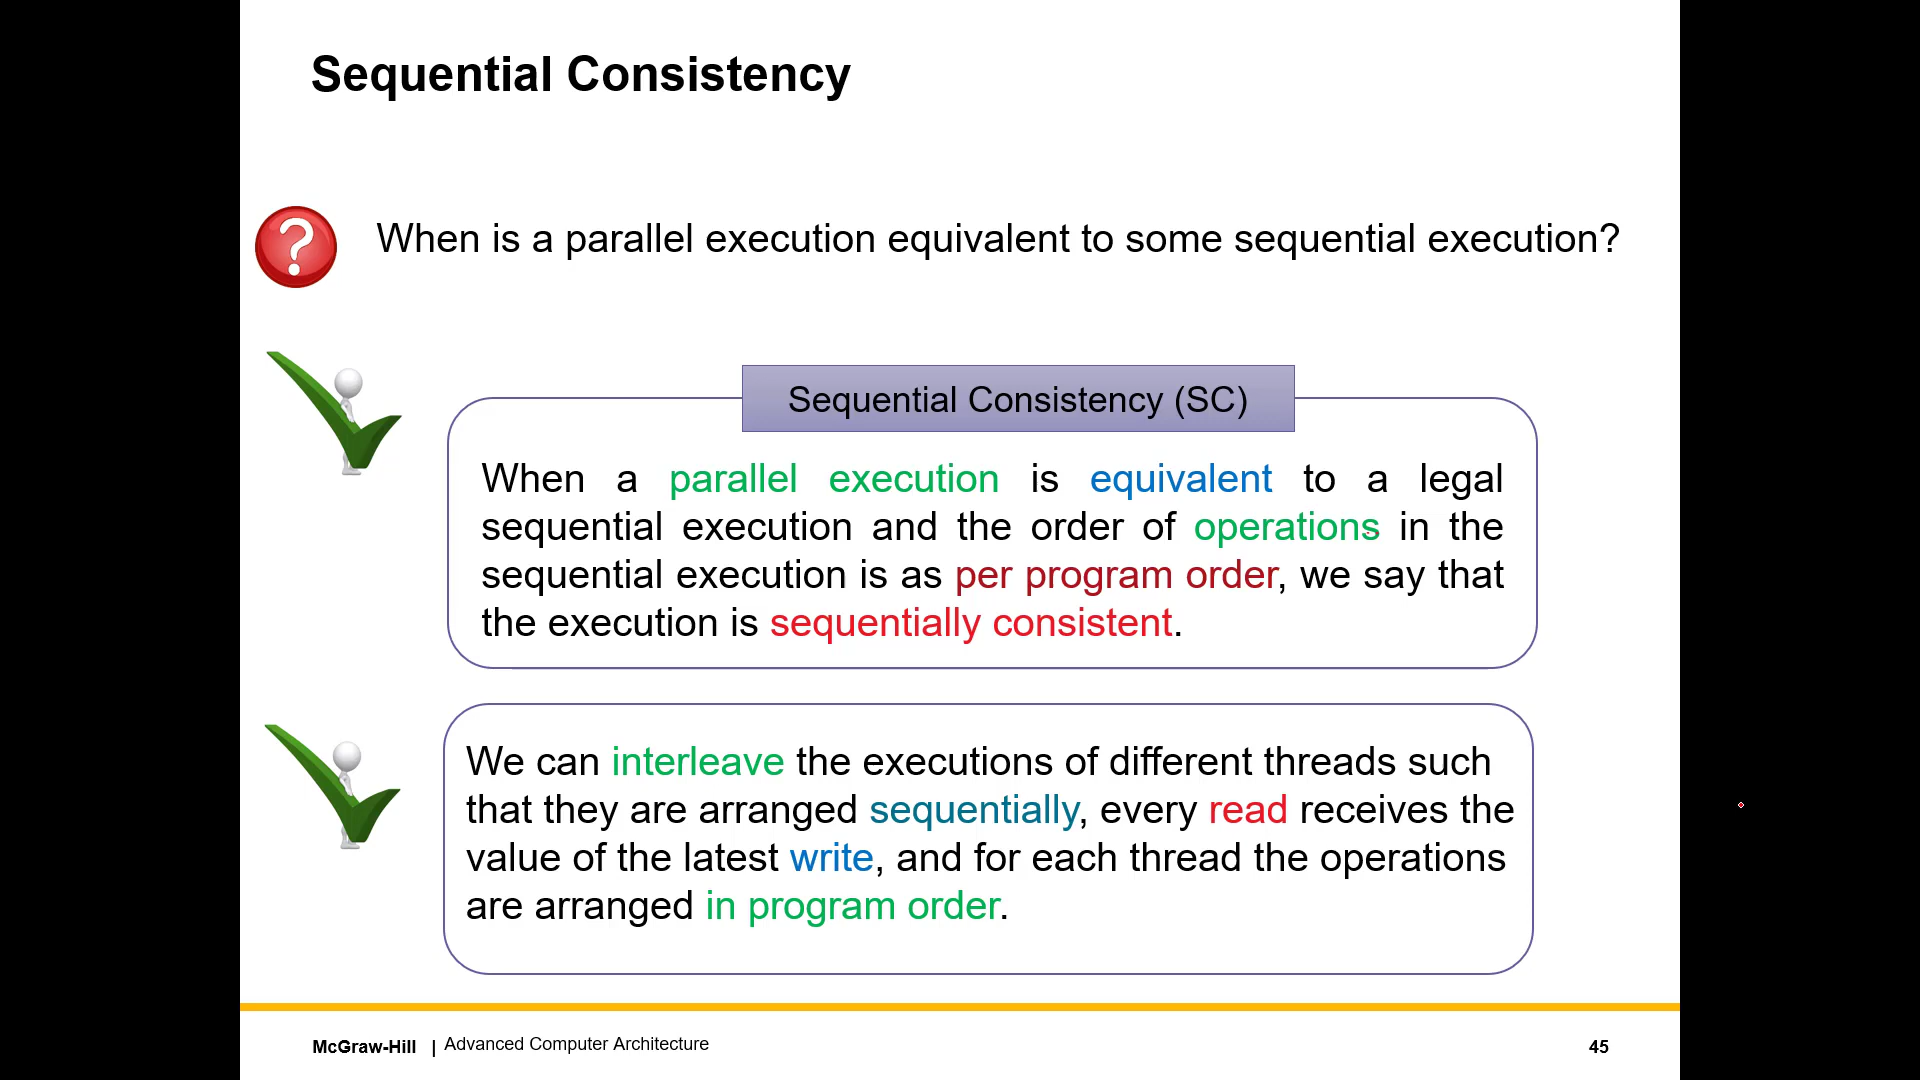 Sequential Consistency
?
When is a parallel execution equivalent to some sequential execution?
Sequential Consistency (SC)
When a parallel execution is equivalent to a legal
sequential execution and the order of operations in the
sequential execution is as per program order, we say that
the execution is sequentially consistent.
We can interleave the executions of different threads such
that they are arranged sequentially, every read receives the
value of the latest write, and for each thread the operations
are arranged in program order.
McGraw-Hill | Advanced Computer Architecture
45